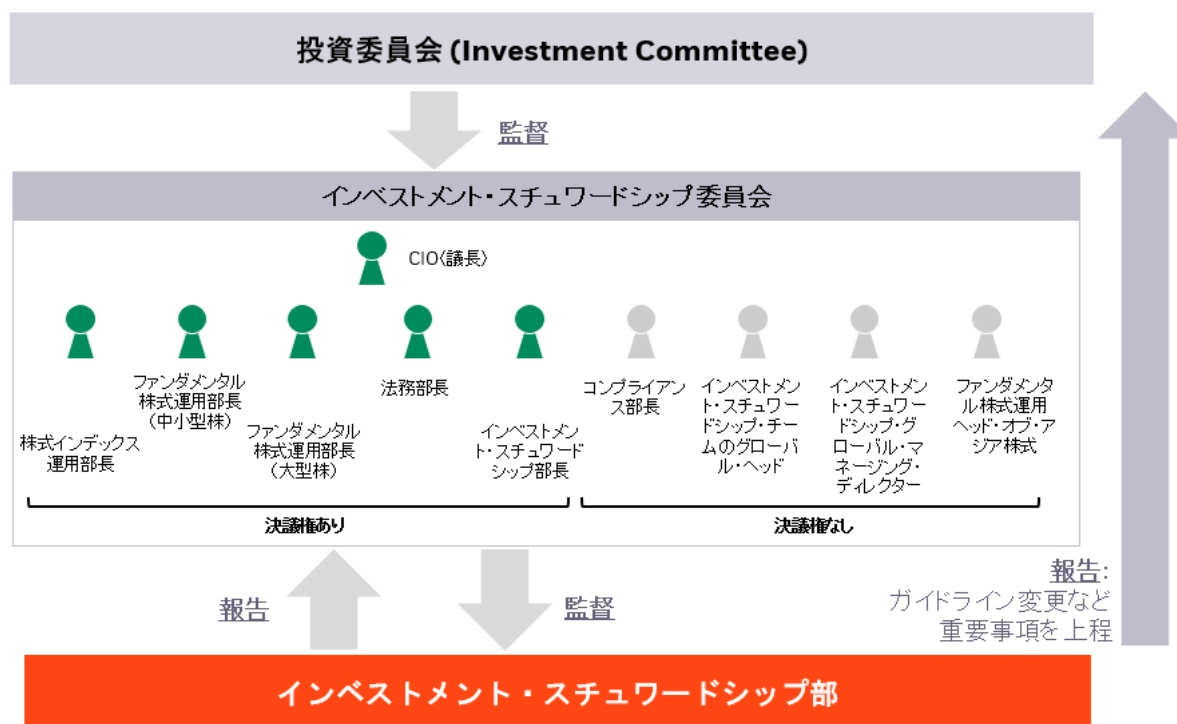 投資委員会 (Investment Committee)
監督
インベストメント・スチュワードシップ委員会
CIO(議長)
株式インデックス
運用部長
ファンダメンタル
株式運用部長
(中小型株)
ファンダメンタル
株式運用部長
(大型株)
法務部長
インベストメン
ト・スチュワード
シップ部長
コンプライアン
ス部長
インベストメン
ト・スチュワー
ドシップ・チー
ムのグローバ
ル・ヘッド
インベストメン
ト・スチュワー
ドシップ・グ
ローバル・マ
ネージング・
ディレクター
ファンダメンタ
ル株式運用
ヘッド・オブ・ア
ジア株式
決議権あり
決議権なし
報告
監督
報告:
ガイドライン変更など
重要事項を上程
インベストメント・スチュワードシップ部